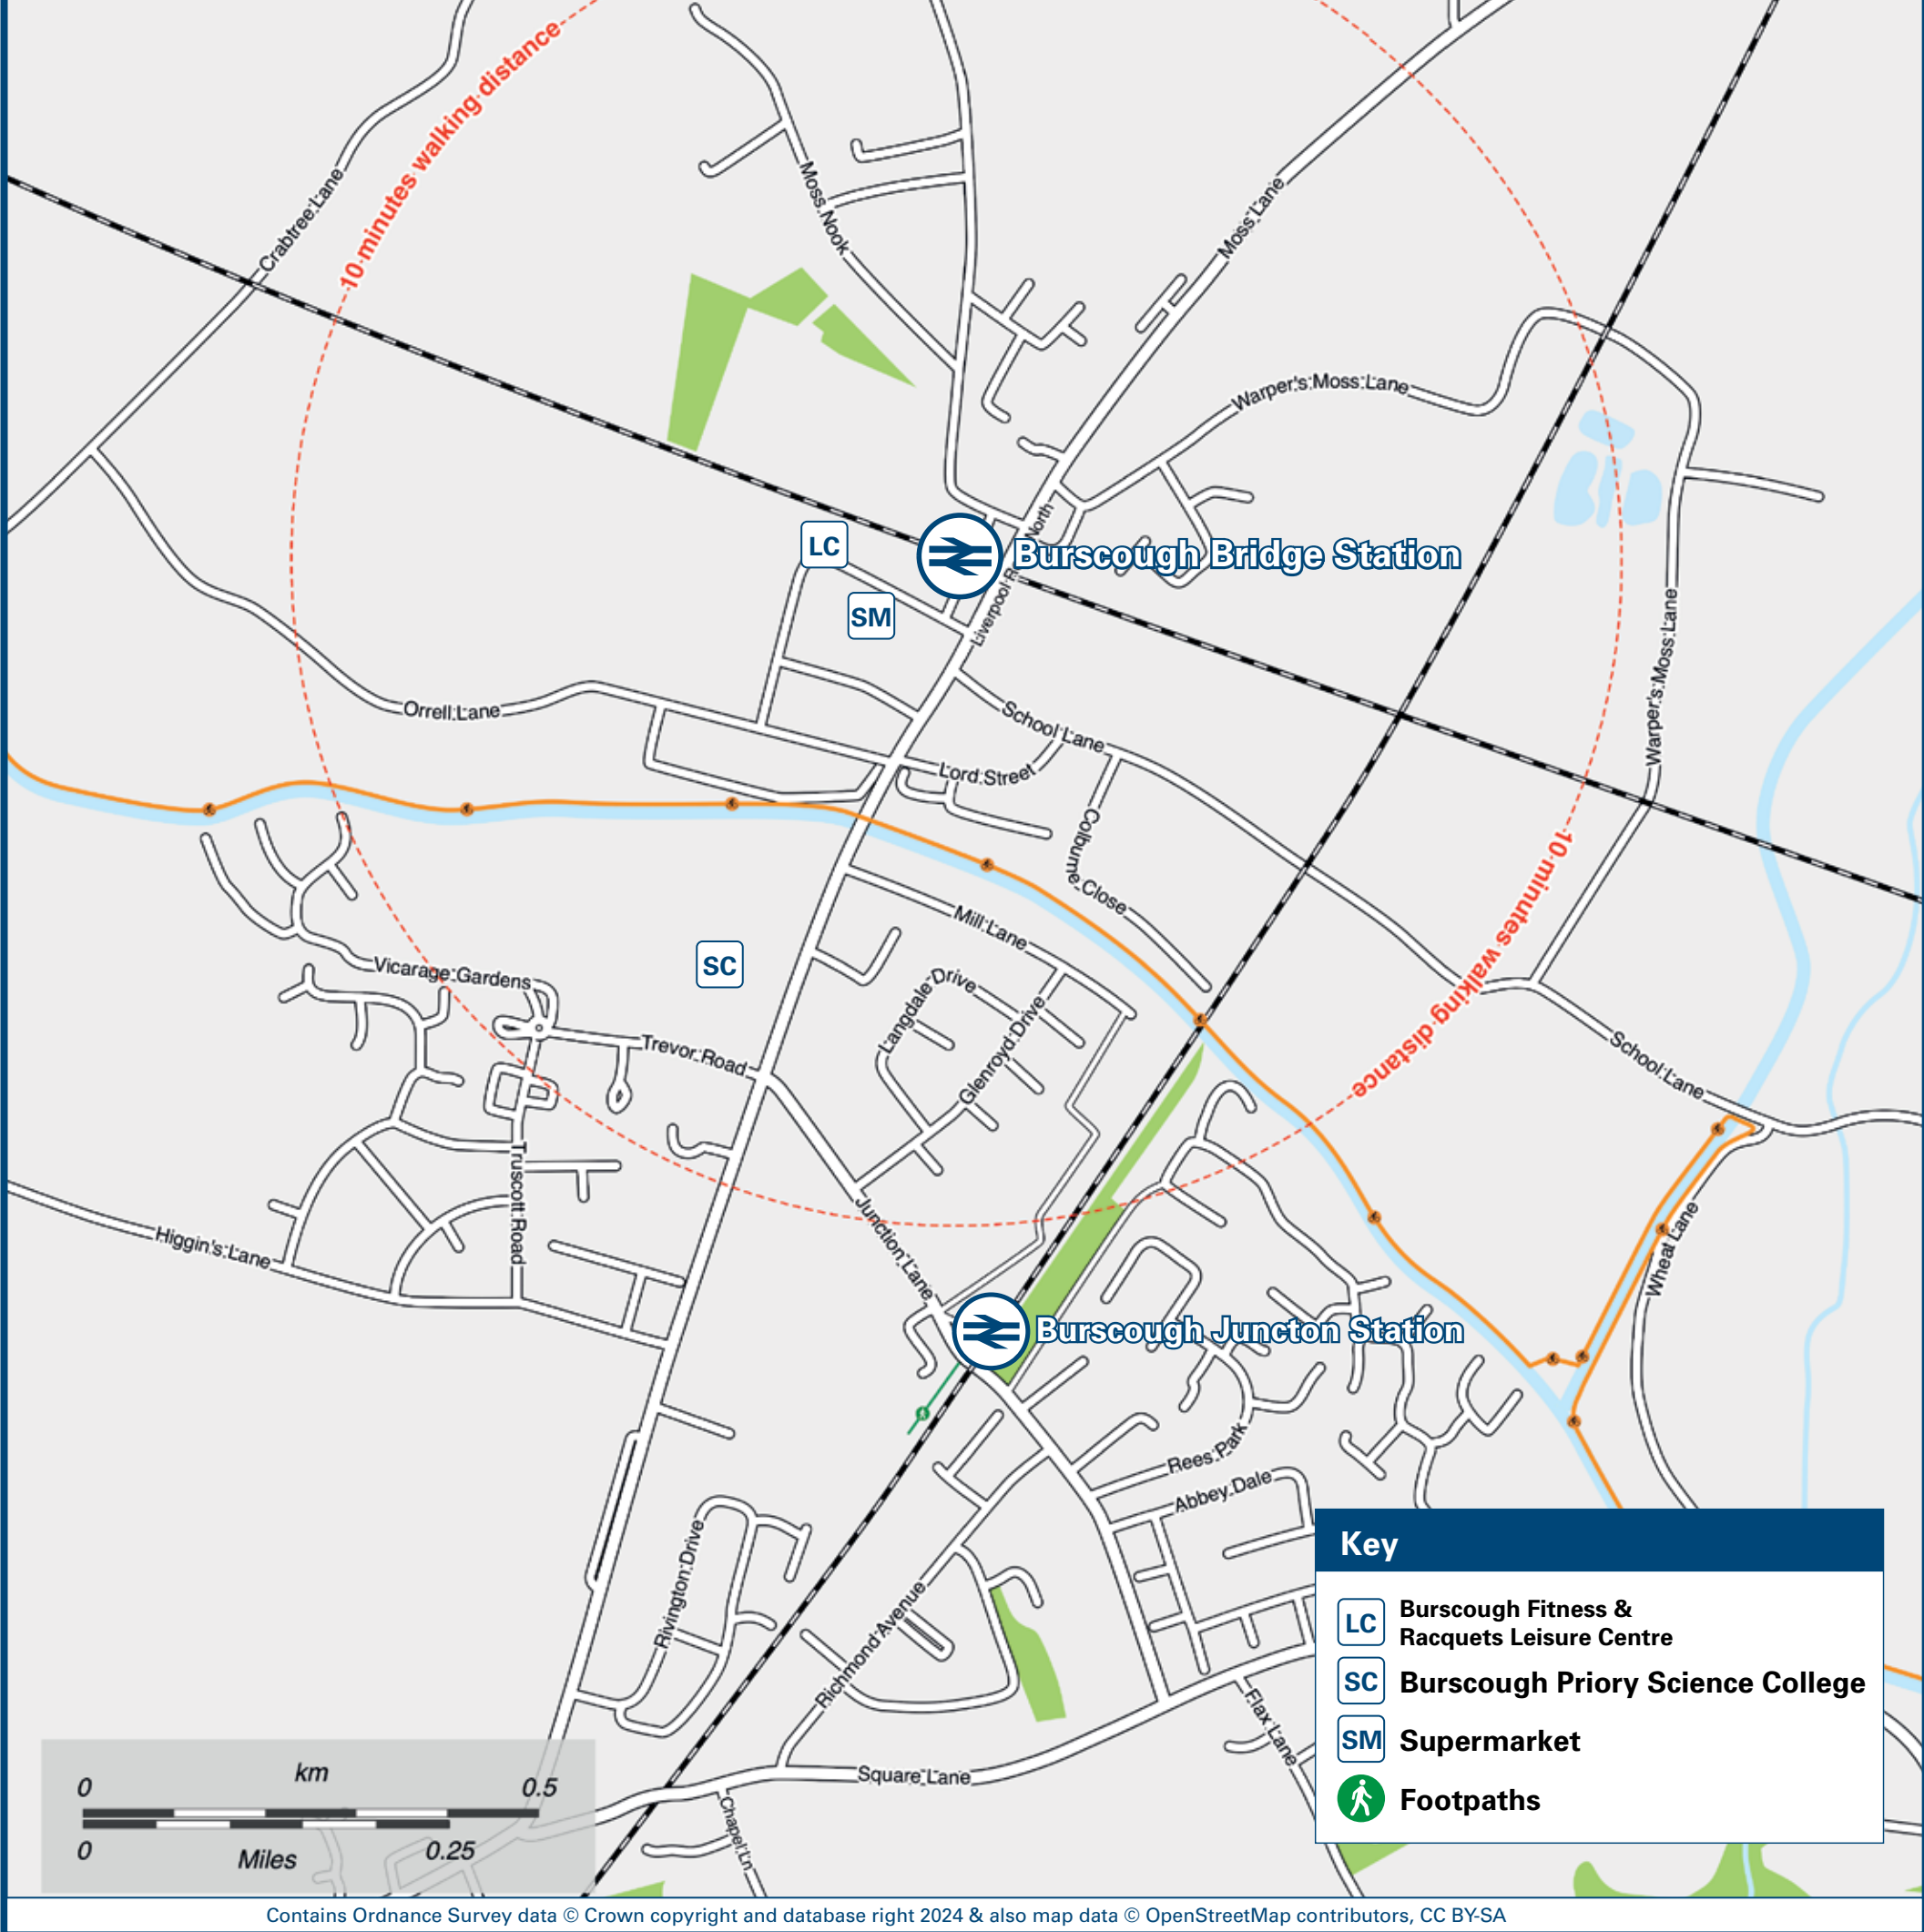 10 minutes walking distance
Crabtree Lane
Moss Nook
Moss Lane
Warper's Moss Lane
North
LC
Burscough Bridge Station
SM
Liverpool R
Warper's Moss Lane
Orrell Lane
School Lane
Lord Street
Colburne Close
10 minutes walking distance
Mill Lane
SC
Vicarage Gardens
Langdale Drive
Glenroyd Drive
Trevor Road
School Lane
Truscott Road
Junction Lane
Higgin's Lane
Wheat Lane
Burscough Juncton Station
Rees Park
Abbey Dale
Rivington Drive
Richmond Avenue
Flax Lane
Square Lane
Chapel Ln
Key
LC Burscough Fitness &
Racquets Leisure Centre
SC Burscough Priory Science College
SM Supermarket
Footpaths
km
0 0.5
0 0.25
Miles
Contains Ordnance Survey data © Crown copyright and database right 2024 & also map data © OpenStreetMap contributors, CC BY-SA